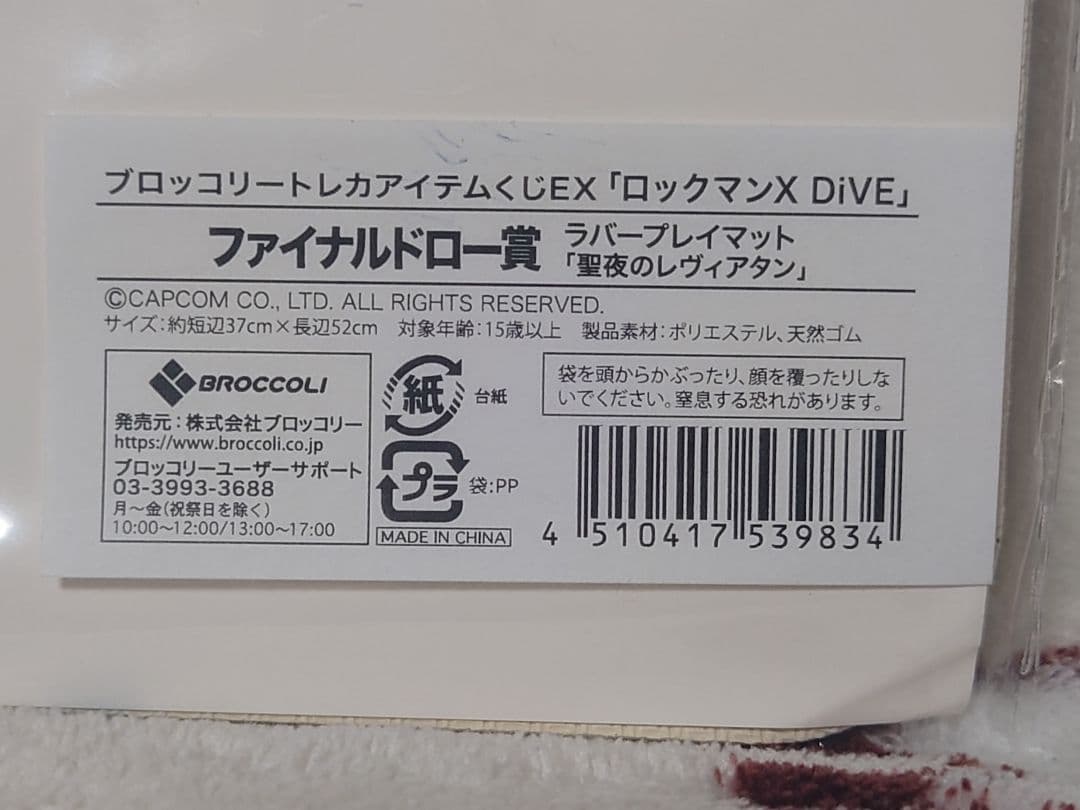 ブロッコリートレカアイテムくじEX「ロックマンX DiVE」
ファイナルドロー賞 ラバープレイマット
「聖夜のレヴィアタン」
©CAPCOM CO., LTD. ALL RIGHTS RESERVED.
サイズ:約短辺37cm×長辺52cm 対象年齢:15歳以上 製品素材:ポリエステル、天然ゴム
BROCCOLI
発売元:株式会社ブロッコリー
https://www.broccoli.co.jp
ブロッコリーユーザーサポート
03-3993-3688
月~金(祝祭日を除く)
10:00~12:00/13:00~17:00
紙 台紙
プラ 袋:PP
MADE IN CHINA
袋を頭からかぶったり、顔を覆ったりしな
いでください。窒息する恐れがあります。
4 510417 539834